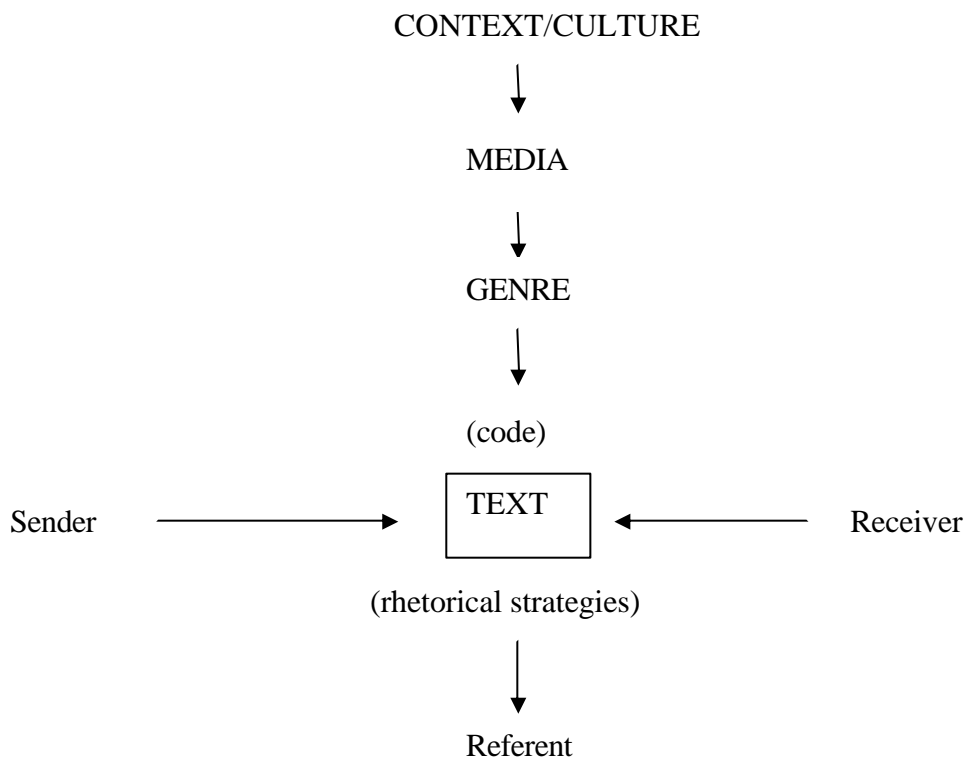 CONTEXT/CULTURE
MEDIA
GENRE
(code)
TEXT
Sender
Receiver
(rhetorical strategies)
Referent